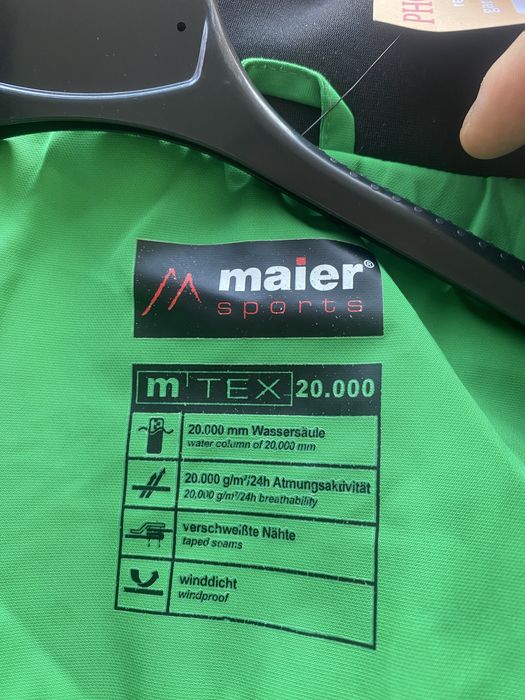 maier®
sports
m TEX 20.000
20.000 mm Wassersäule
water column of 20,000 mm
20.000 g/m²/24h Atmungsaktivität
20,000 g/m²/24h breathability
verschweißte Nähte
taped seams
winddicht
windproof